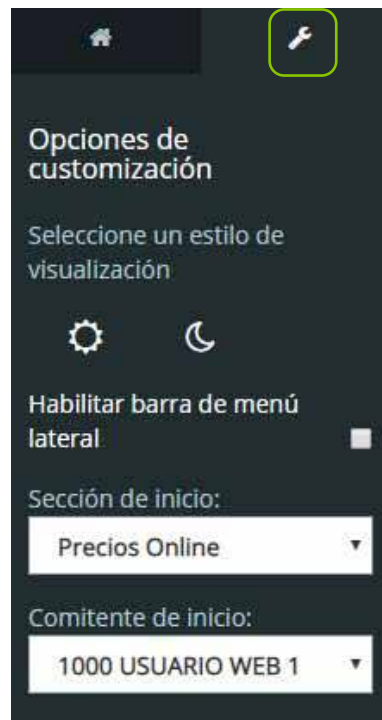 Opciones de
customización
Seleccione un estilo de
visualización
Habilitar barra de menú
lateral
Sección de inicio:
Precios Online
Comitente de inicio:
1000 USUARIO WEB 1